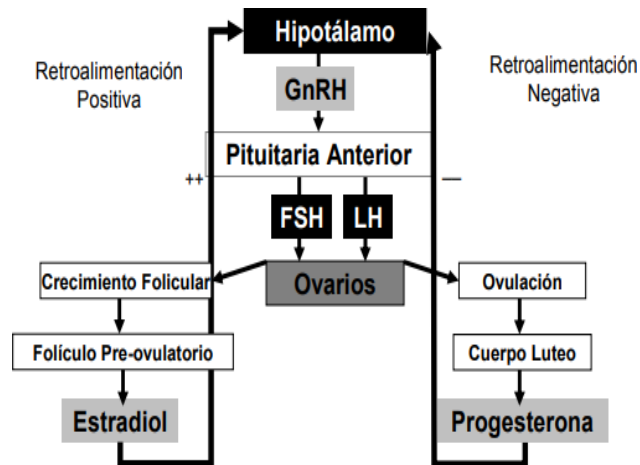 Hipotálamo
Retroalimentación
Positiva
Retroalimentación
Negativa
GnRH
Pituitaria Anterior
++
—
FSH
LH
Crecimiento Folicular
Ovarios
Ovulación
Folículo Pre-ovulatorio
Cuerpo Luteo
Estradiol
Progesterona